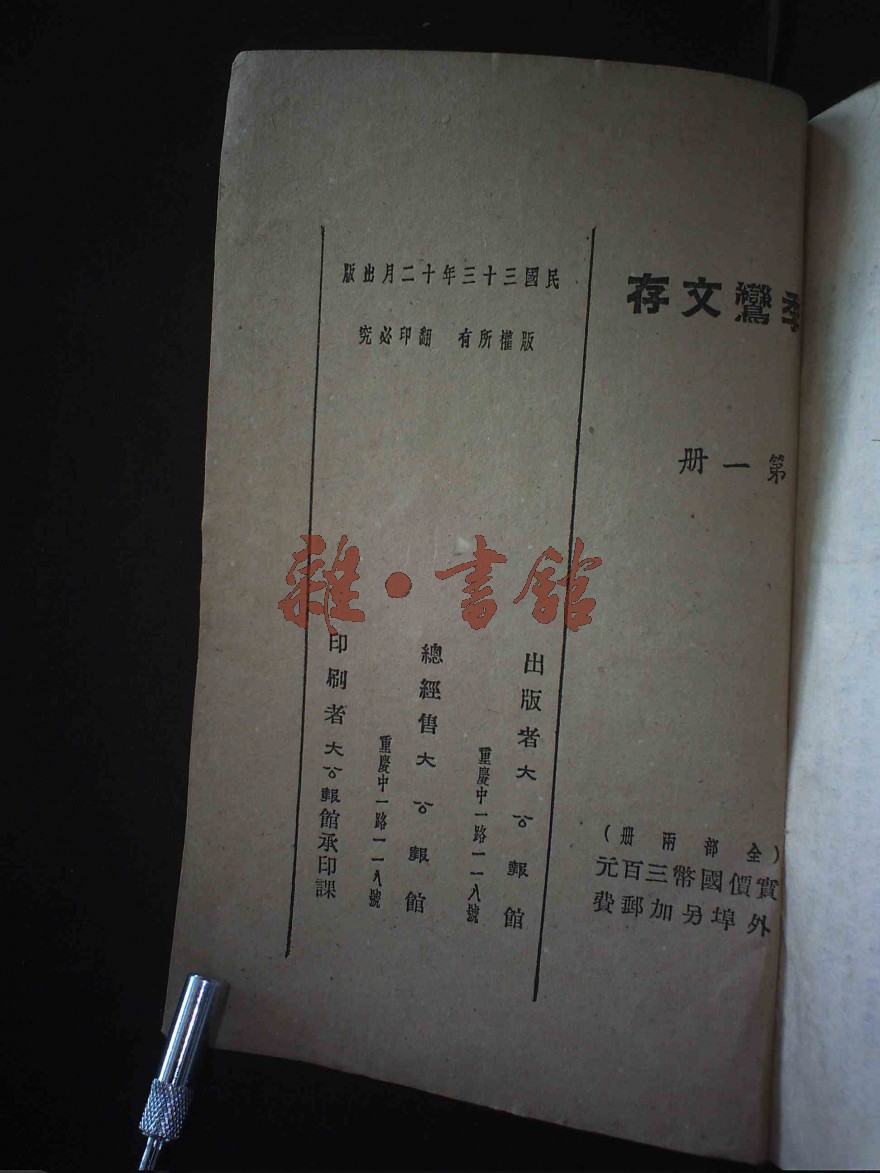 季鸞文存
第一册
（全部兩册）
實價國幣三百元
外埠另加郵費
民國三十三年十二月出版
版權所有 翻印必究
出版者大公報館
重慶中一路一一八號
總經售大公報館
重慶中一路一一八號
印刷者大公報館承印課
雜·書館